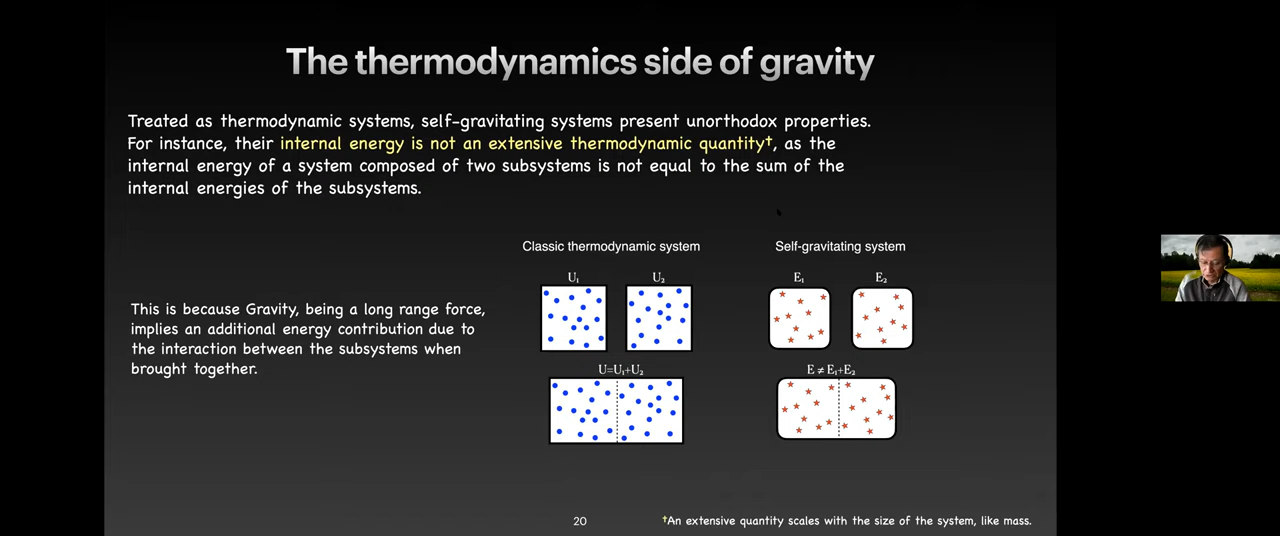 The thermodynamics side of gravity
Treated as thermodynamic systems, self-gravitating systems present unorthodox properties.
For instance, their internal energy is not an extensive thermodynamic quantity†, as the
internal energy of a system composed of two subsystems is not equal to the sum of the
internal energies of the subsystems.
Classic thermodynamic system
Self-gravitating system
U₁
U₂
E₁
E₂
This is because Gravity, being a long range force,
implies an additional energy contribution due to
the interaction between the subsystems when
brought together.
U=U₁+U₂
E ≠ E₁+E₂
20
†An extensive quantity scales with the size of the system, like mass.